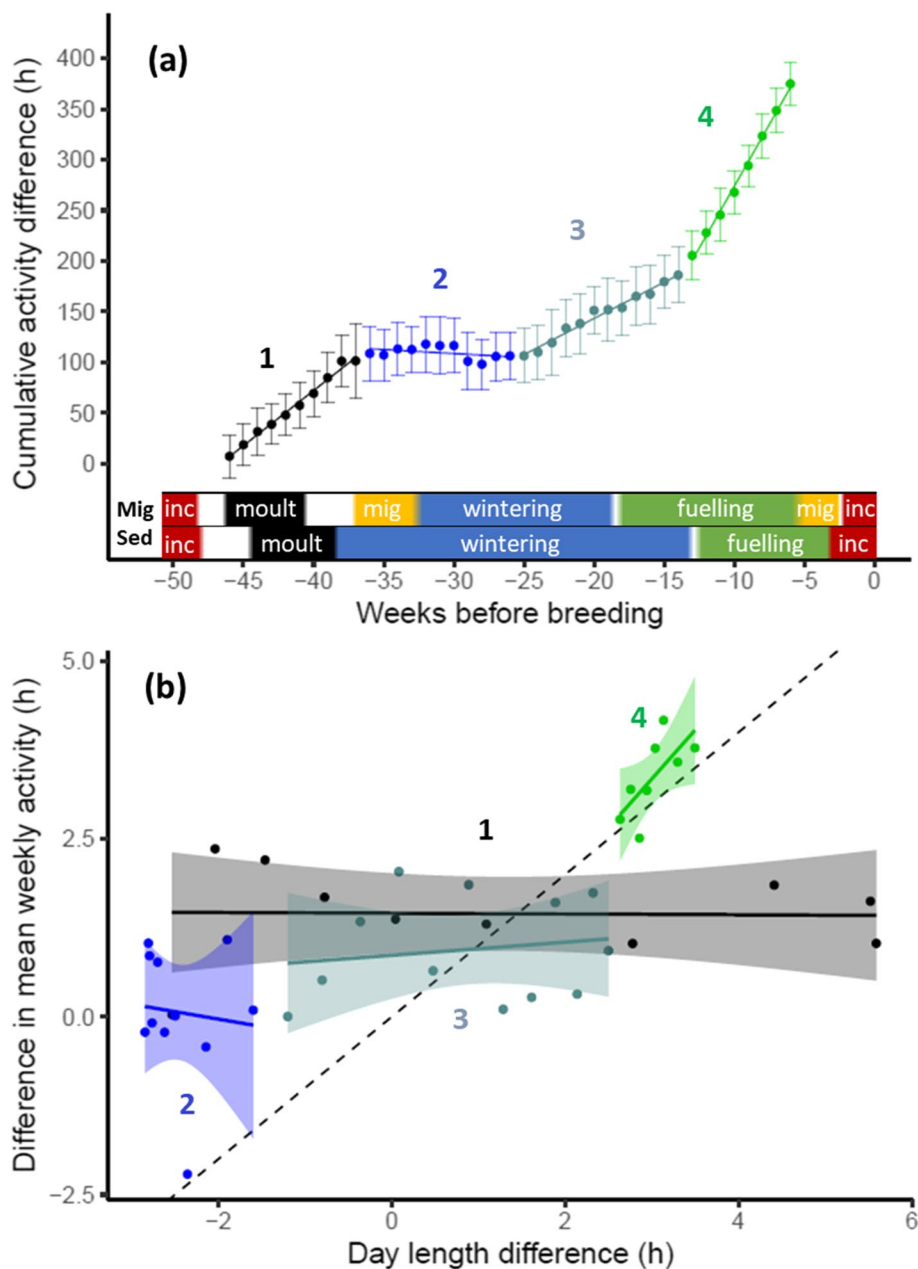 (a)
Cumulative activity difference (h)
400
350
300
250
200
150
100
50
0
1
2
3
4
Mig inc moult mig wintering fuelling mig inc
Sed inc moult wintering fuelling inc
−50 −45 −40 −35 −30 −25 −20 −15 −10 −5 0
Weeks before breeding
(b)
Difference in mean weekly activity (h)
5.0
2.5
0.0
−2.5
4
1
3
2
−2 0 2 4 6
Day length difference (h)